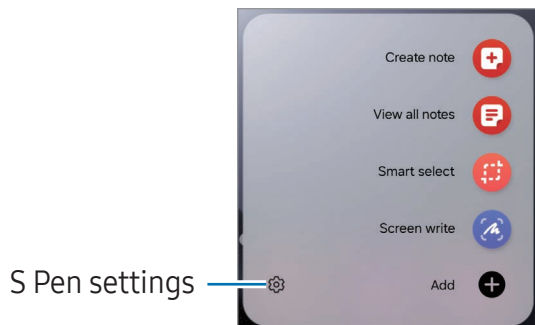 Create note
View all notes
Smart select
Screen write
S Pen settings
Add